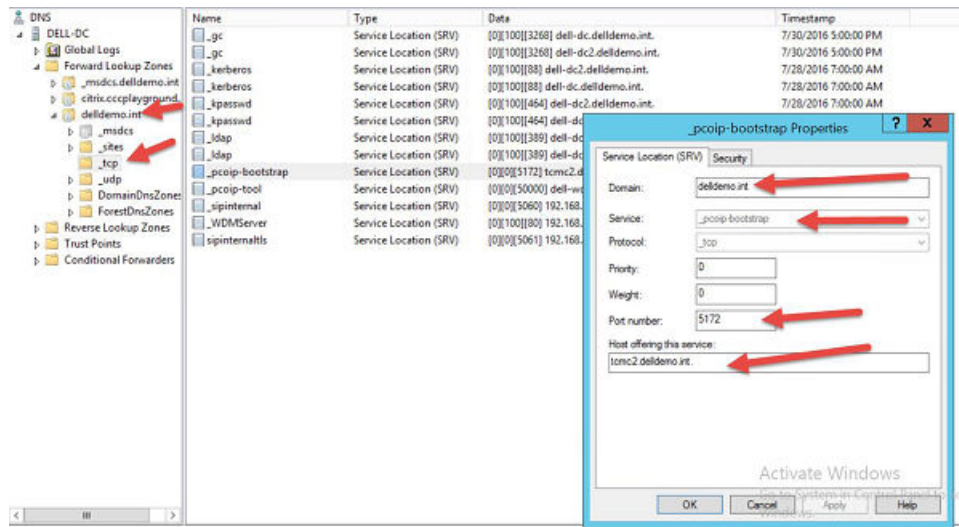 DNS
DELL-DC
Global Logs
Forward Lookup Zones
_msdcs.delldemo.int
citrix.cccplayground.
delldemo.int
_msdcs
_sites
_tcp
_udp
DomainDnsZones
ForestDnsZones
Reverse Lookup Zones
Trust Points
Conditional Forwarders
Name Type Data Timestamp
_gc Service Location (SRV) [0][100][3268] dell-dc.delldemo.int. 7/30/2016 5:00:00 PM
_gc Service Location (SRV) [0][100][3268] dell-dc2.delldemo.int. 7/30/2016 5:00:00 PM
_kerberos Service Location (SRV) [0][100][88] dell-dc2.delldemo.int. 7/28/2016 7:00:00 AM
_kerberos Service Location (SRV) [0][100][88] dell-dc.delldemo.int. 7/28/2016 7:00:00 AM
_kpasswd Service Location (SRV) [0][100][464] dell-dc2.delldemo.int. 7/28/2016 7:00:00 AM
_kpasswd Service Location (SRV) [0][100][464] dell-dc
_ldap Service Location (SRV) [0][100][389] dell-dc
_ldap Service Location (SRV) [0][100][389] dell-dc
_pcoip-bootstrap Service Location (SRV) [0][0][5172] tcmc2.d
_pcoip-tool Service Location (SRV) [0][0][50000] dell-wd
_sipinternal Service Location (SRV) [0][0][5060] 192.168.
_WDMServer Service Location (SRV) [0][100][80] 192.168.
sipinternaltls Service Location (SRV) [0][0][5061] 192.168.
_pcoip-bootstrap Properties
? X
Service Location (SRV) Security
Domain: delldemo.int
Service: _pcoip-bootstrap
Protocol: _tcp
Priority: 0
Weight: 0
Port number: 5172
Host offering this service:
tcmc2.delldemo.int.
Activate Windows
Go to System in Control Panel to
Windows.
OK Cancel Apply Help